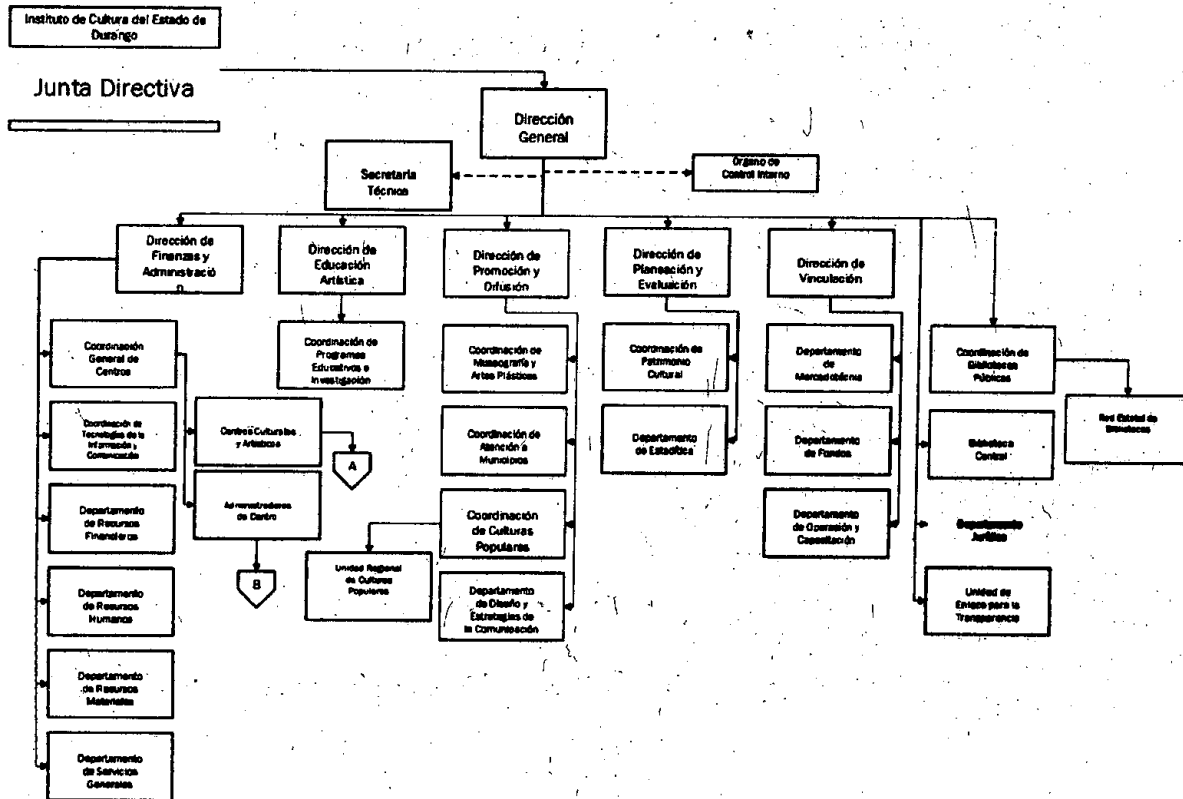 Instituto de Cultura del Estado de
Durango
Junta Directiva
Dirección
General
Secretaría
Técnica
Órgano de
Control Interno
Dirección de
Finanzas y
Administració
n
Dirección de
Educación
Artística
Dirección de
Promoción y
Difusión
Dirección de
Planeación y
Evaluación
Dirección de
Vinculación
Coordinación
General de
Centros
Coordinación de
Programas
Educativos e
Investigación
Coordinación de
Museografía y
Artes Plásticas
Coordinación de
Patrimonio
Cultural
Departamento
de
Mercadotecnia
Coordinación de
Bibliotecas
Públicas
Red Estatal de
Bibliotecas
Coordinación de
Tecnologías de la
Información y
Comunicación
Centros Culturales
y Artísticos
A
Coordinación de
Atención a
Municipios
Departamento
de Estadística
Departamento
de Fondos
Biblioteca
Central
Departamento
de Recursos
Financieros
Administradores
de Centro
B
Coordinación
de Culturas
Populares
Departamento
de Operación y
Capacitación
Departamento
Jurídico
Unidad Regional
de Culturas
Populares
Departamento
de Recursos
Humanos
Departamento
de Diseño y
Estrategias de
la Comunicación
Unidad de
Enlace para la
Transparencia
Departamento
de Recursos
Materiales
Departamento
de Servicios
Generales